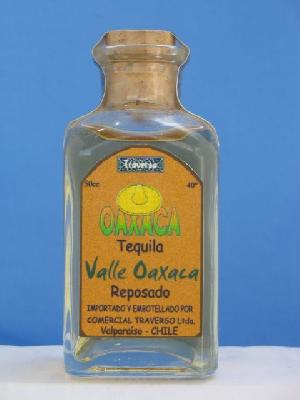 Traverso
50cc. 40°
OAXACA
Tequila
Valle Oaxaca
Reposado
IMPORTADO Y EMBOTELLADO POR
COMERCIAL TRAVERSO Ltda.
Valparaíso - CHILE